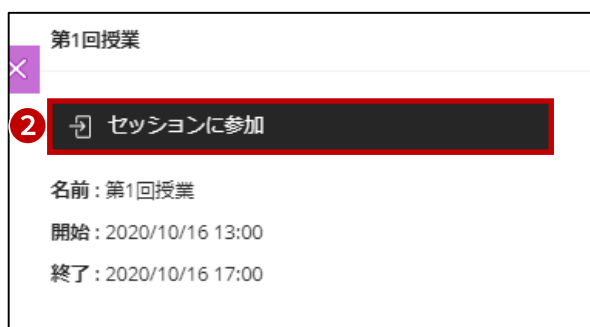 第1回授業
2 セッションに参加
名前 : 第1回授業
開始 : 2020/10/16 13:00
終了 : 2020/10/16 17:00